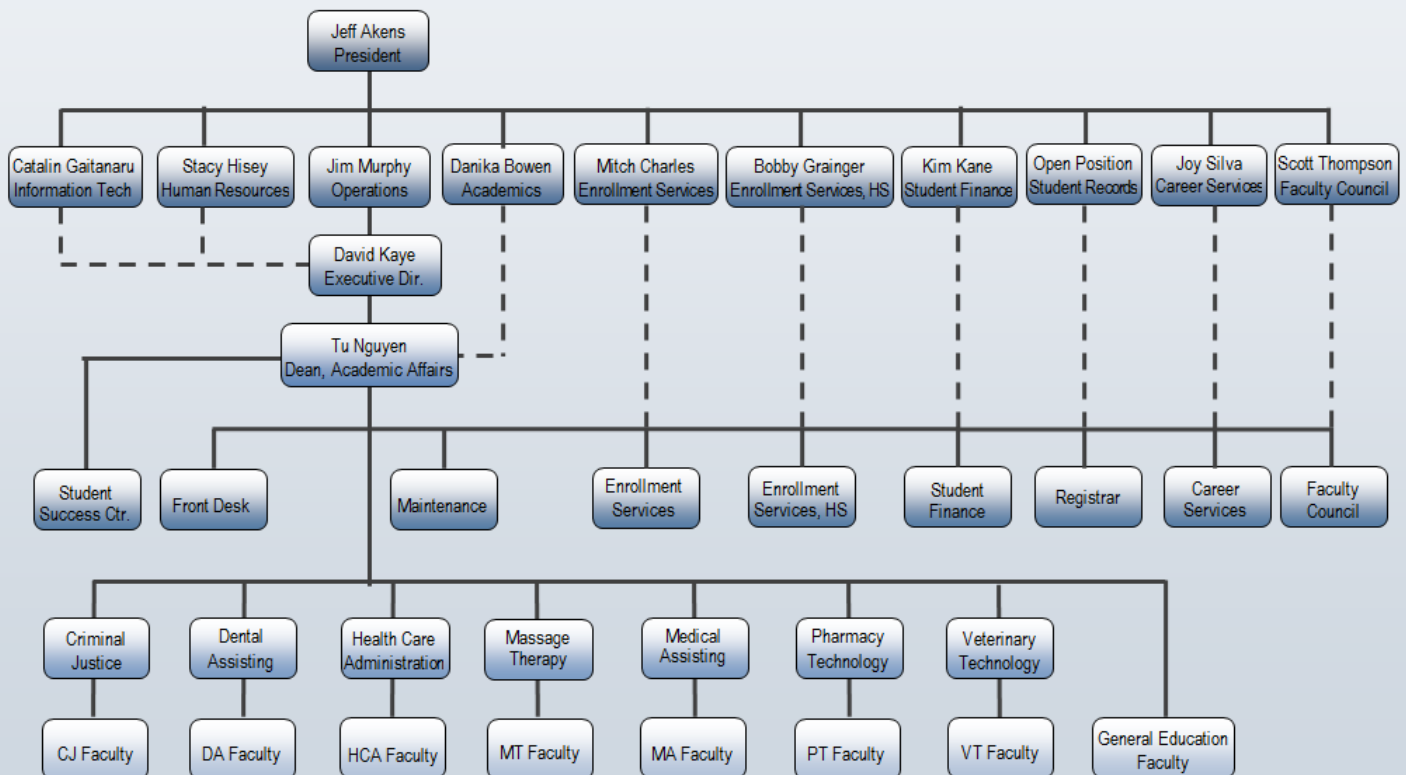 Jeff Akens
President
Catalin Gaitanaru
Information Tech
Stacy Hisey
Human Resources
Jim Murphy
Operations
Danika Bowen
Academics
Mitch Charles
Enrollment Services
Bobby Grainger
Enrollment Services, HS
Kim Kane
Student Finance
Open Position
Student Records
Joy Silva
Career Services
Scott Thompson
Faculty Council
David Kaye
Executive Dir.
Tu Nguyen
Dean, Academic Affairs
Student
Success Ctr.
Front Desk
Maintenance
Enrollment
Services
Enrollment
Services, HS
Student
Finance
Registrar
Career
Services
Faculty
Council
Criminal
Justice
Dental
Assisting
Health Care
Administration
Massage
Therapy
Medical
Assisting
Pharmacy
Technology
Veterinary
Technology
CJ Faculty
DA Faculty
HCA Faculty
MT Faculty
MA Faculty
PT Faculty
VT Faculty
General Education
Faculty